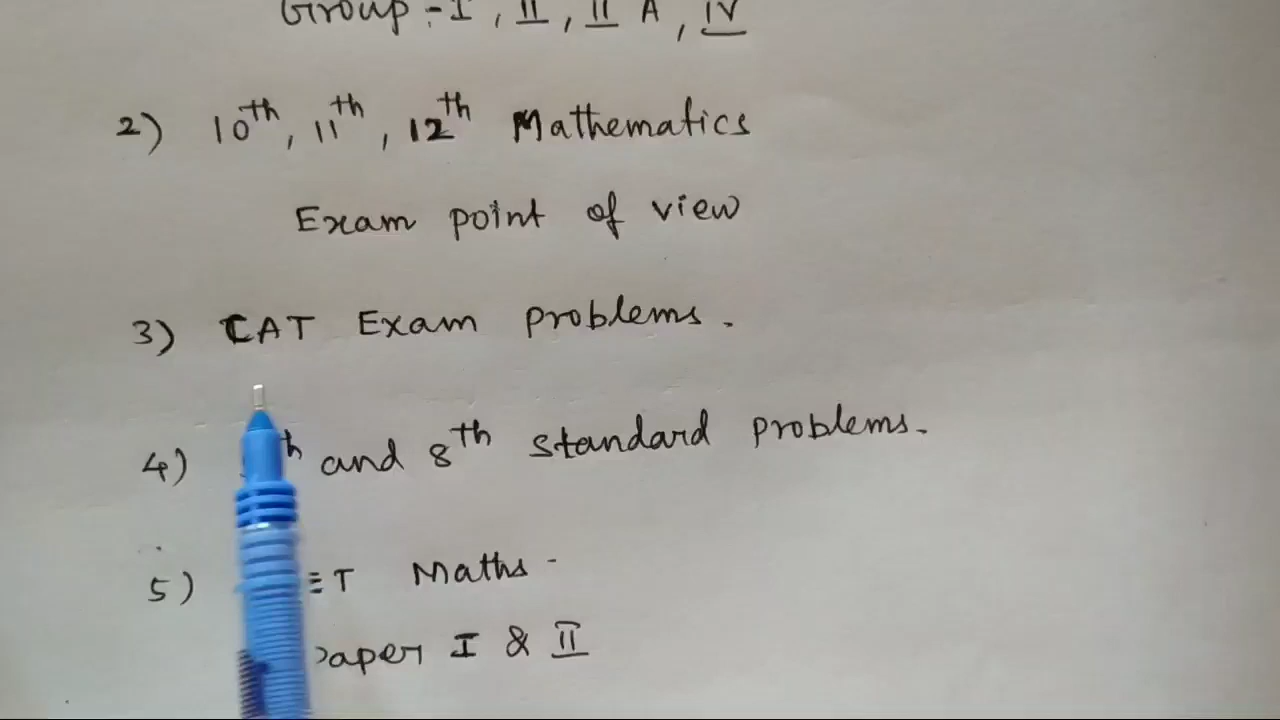 Group :- I, II, II A, IV
2) 10th, 11th, 12th Mathematics
Exam point of view
3) CAT Exam problems.
4) and 8th standard problems.
5) Maths.
I & II